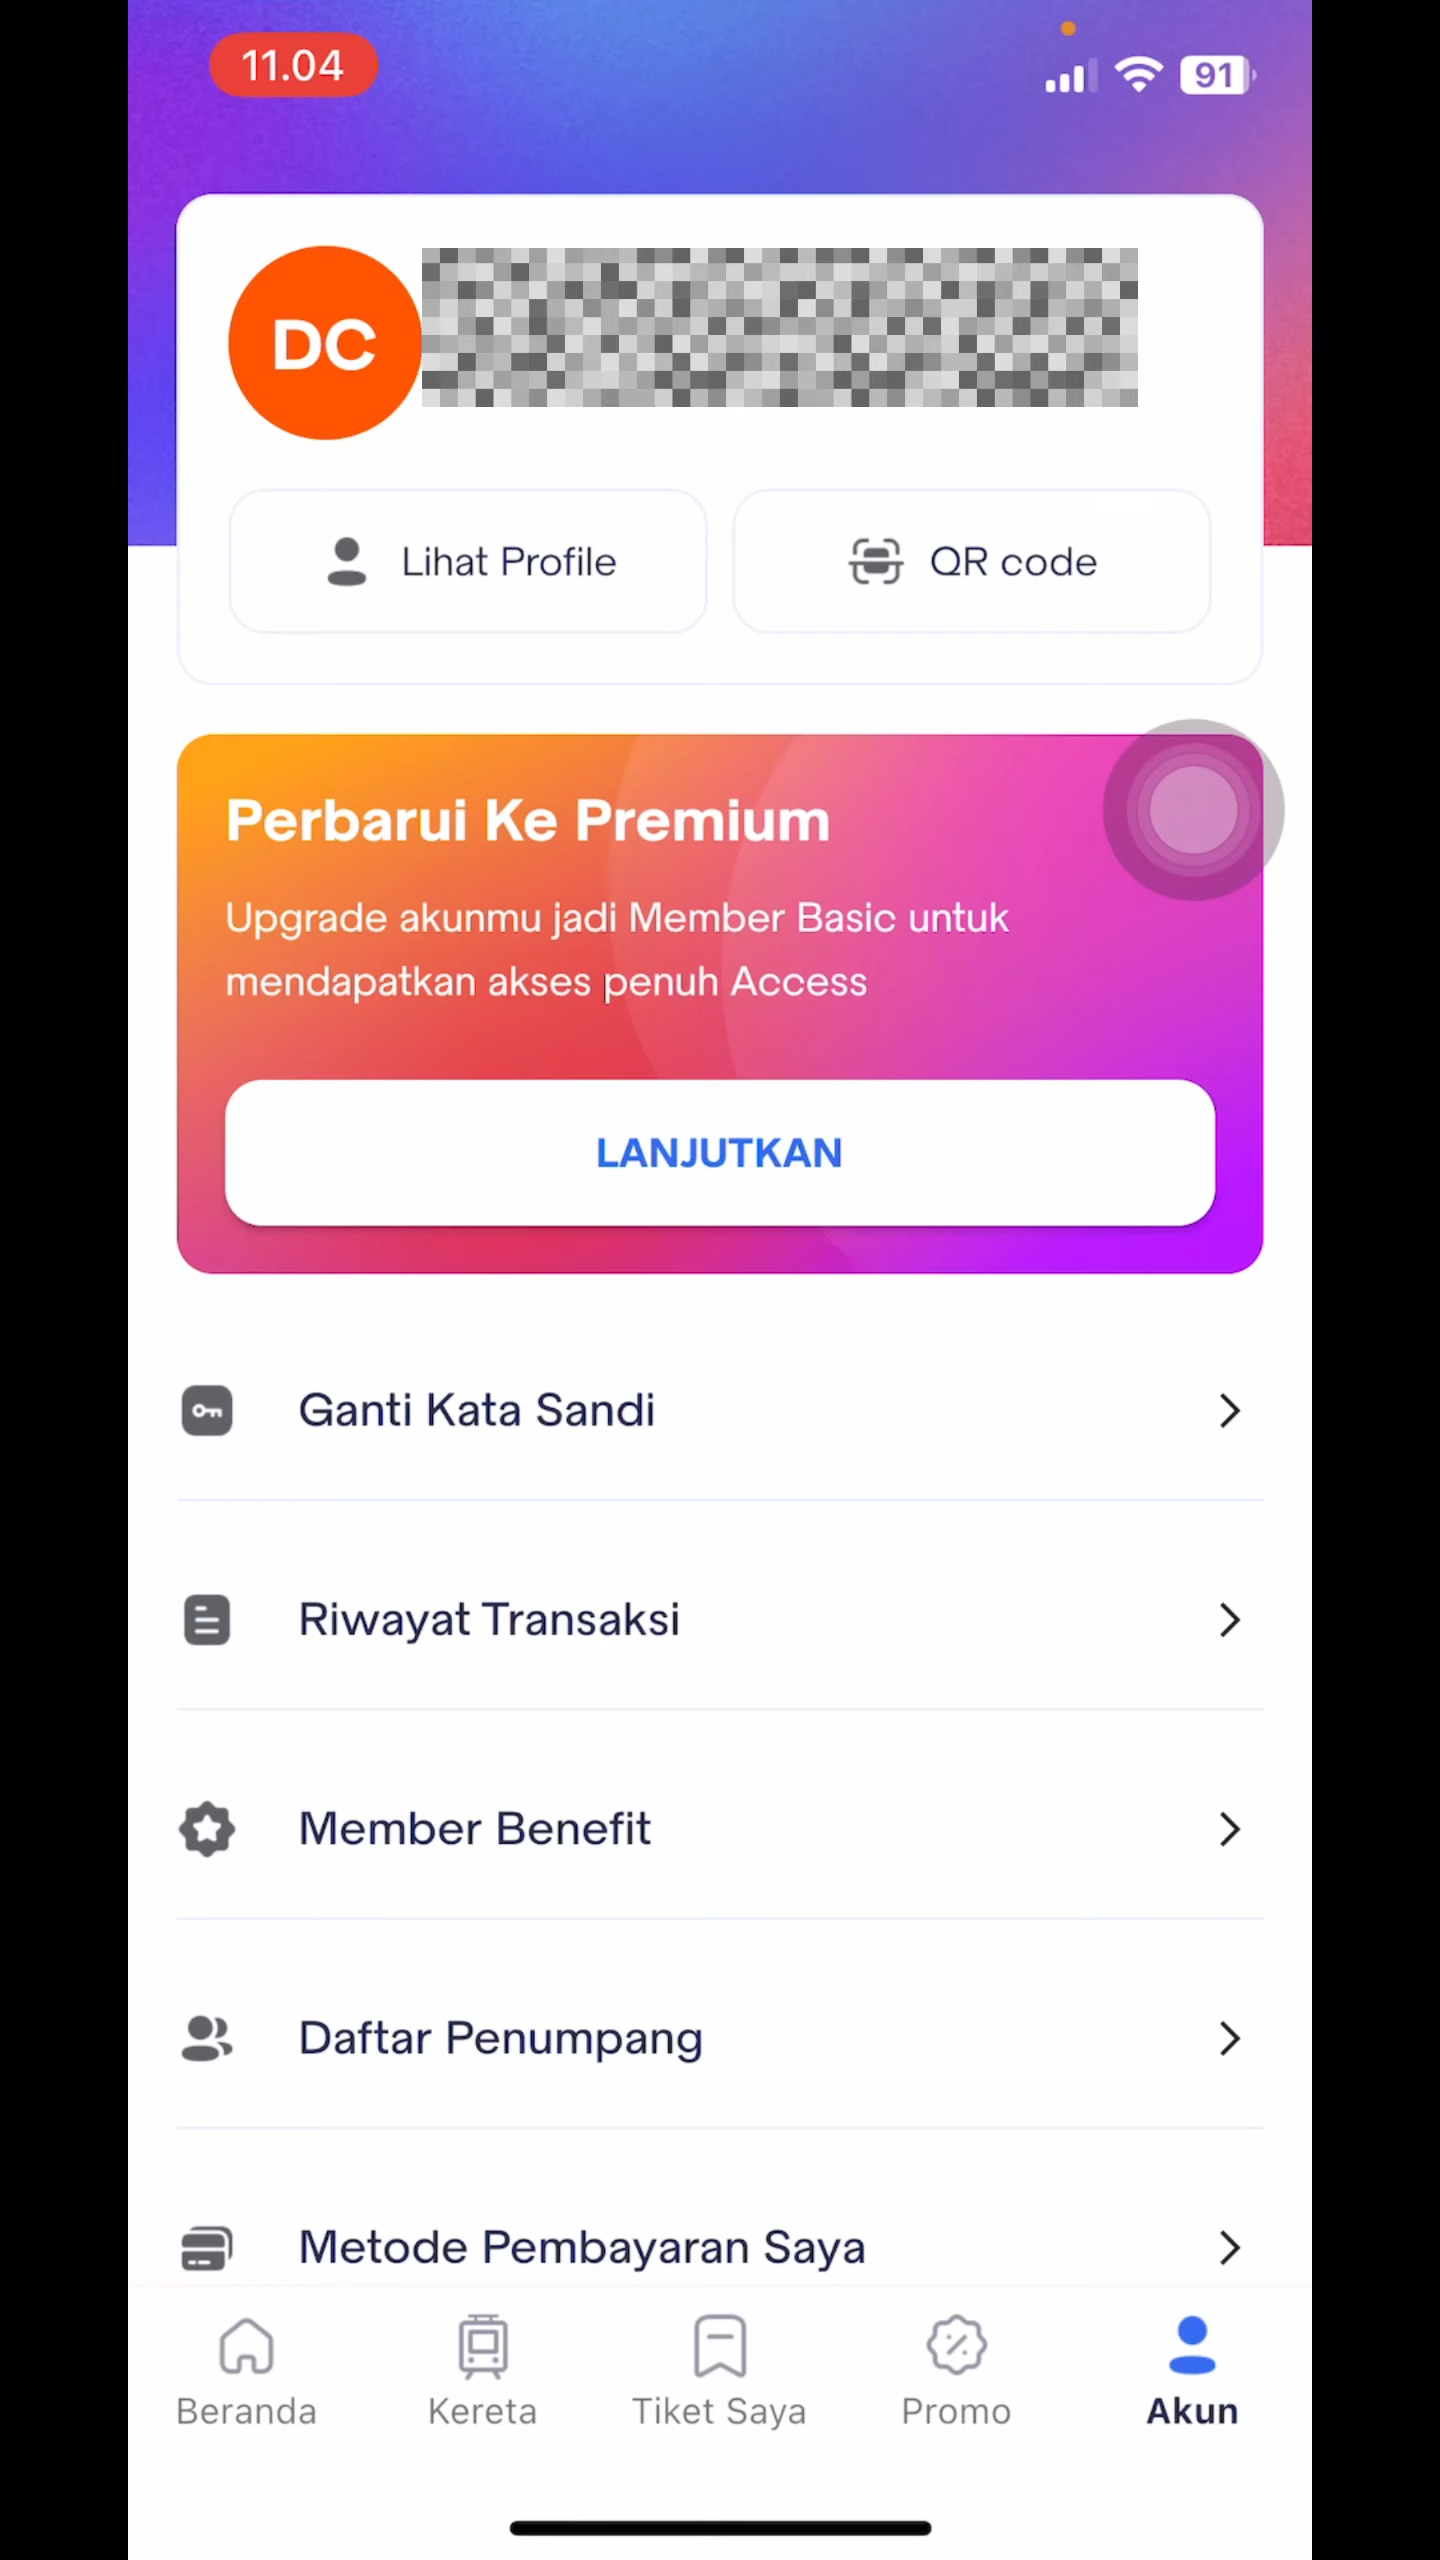 11.04
91
DC
Lihat Profile
QR code
Perbarui Ke Premium
Upgrade akunmu jadi Member Basic untuk
mendapatkan akses penuh Access
LANJUTKAN
Ganti Kata Sandi
Riwayat Transaksi
Member Benefit
Daftar Penumpang
Metode Pembayaran Saya
Beranda
Kereta
Tiket Saya
Promo
Akun